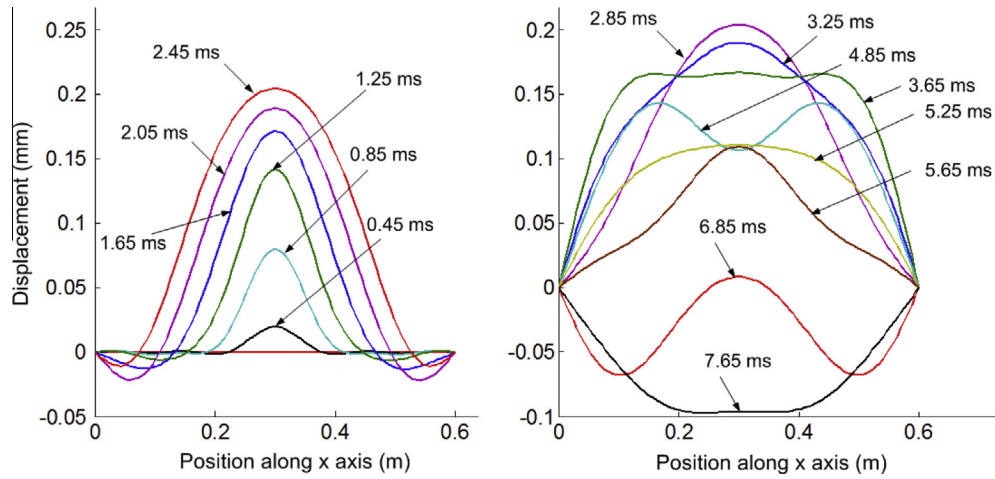 0.25
0.2
0.15
0.1
0.05
0
-0.05
Displacement (mm)
2.45 ms
1.25 ms
2.05 ms
0.85 ms
1.65 ms
0.45 ms
0 0.2 0.4 0.6
Position along x axis (m)
0.2
0.15
0.1
0.05
0
-0.05
-0.1
2.85 ms
3.25 ms
4.85 ms
3.65 ms
5.25 ms
5.65 ms
6.85 ms
7.65 ms
0 0.2 0.4 0.6
Position along x axis (m)